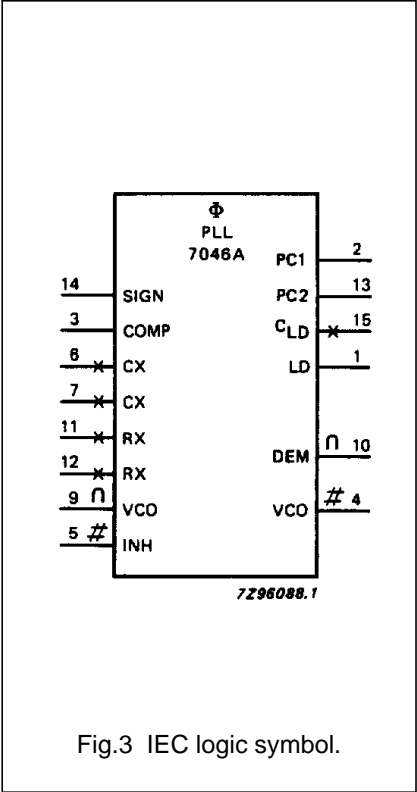 Φ
PLL
7046A
14 SIGN
3 COMP
6 CX
7 CX
11 RX
12 RX
9 ∩ VCO
5 # INH
PC1 2
PC2 13
CLD 15
LD 1
DEM ∩ 10
VCO # 4
7Z96088.1
Fig.3 IEC logic symbol.